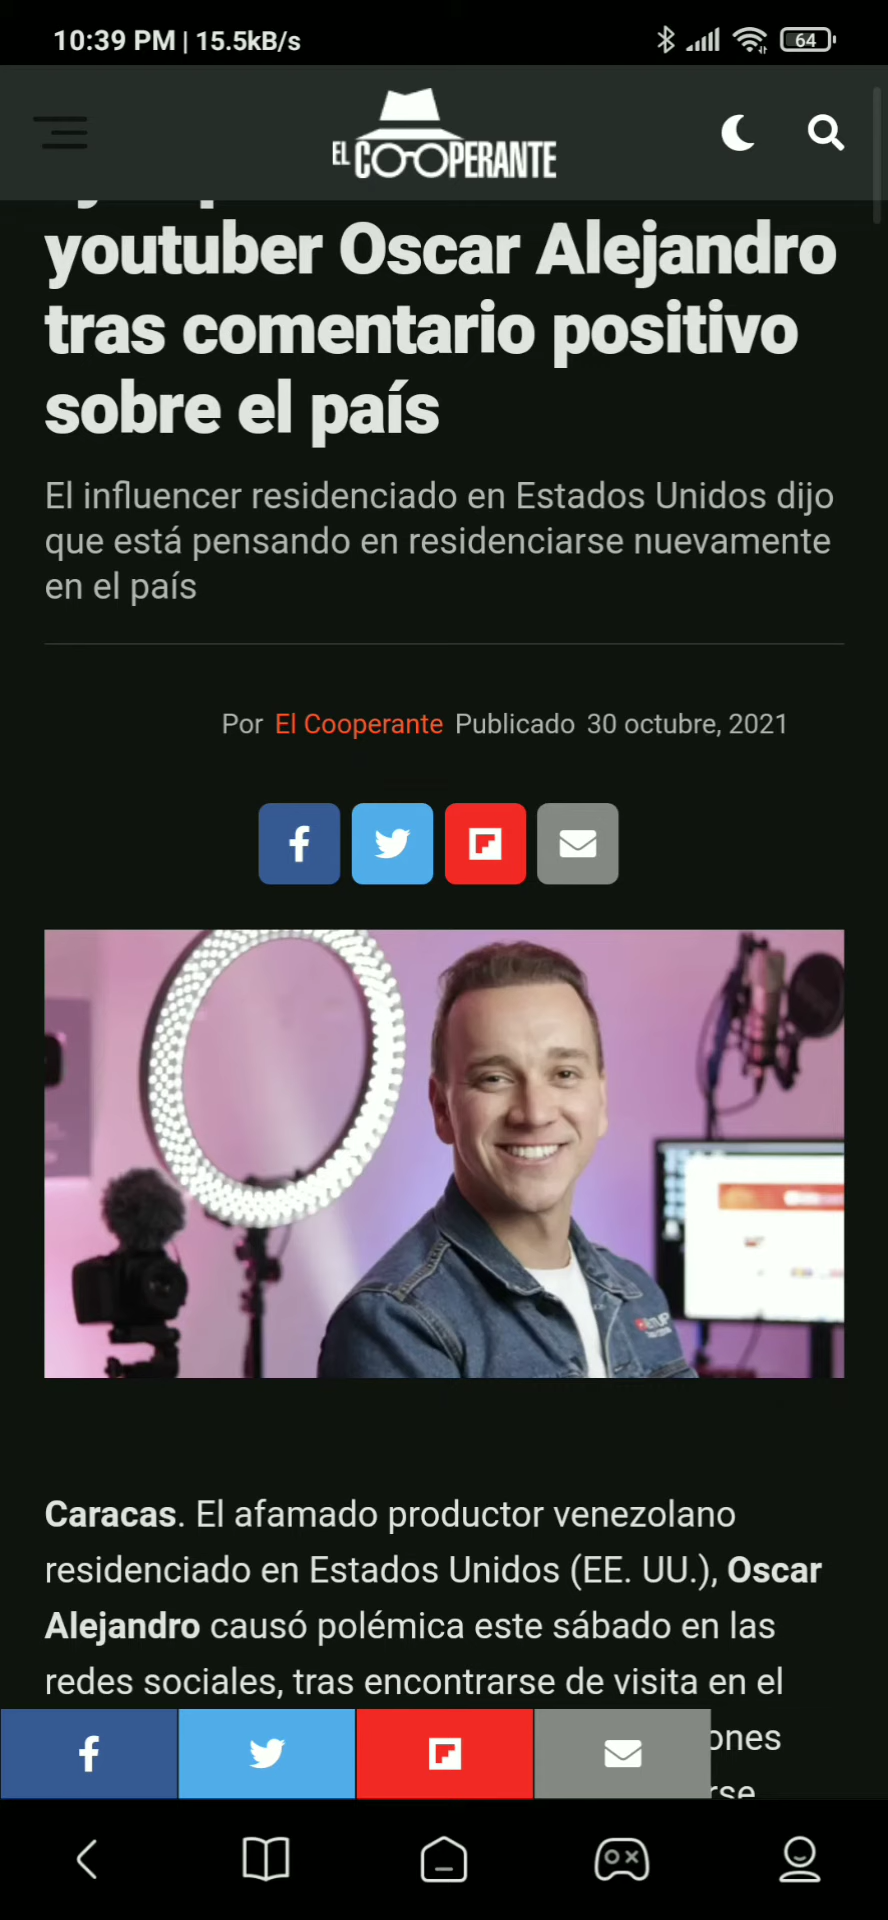 10:39 PM | 15.5kB/s
64
EL COOPERANTE
youtuber Oscar Alejandro
tras comentario positivo
sobre el país
El influencer residenciado en Estados Unidos dijo
que está pensando en residenciarse nuevamente
en el país
Por El Cooperante Publicado 30 octubre, 2021
Caracas. El afamado productor venezolano
residenciado en Estados Unidos (EE. UU.), Oscar
Alejandro causó polémica este sábado en las
redes sociales, tras encontrarse de visita en el
ones
rse